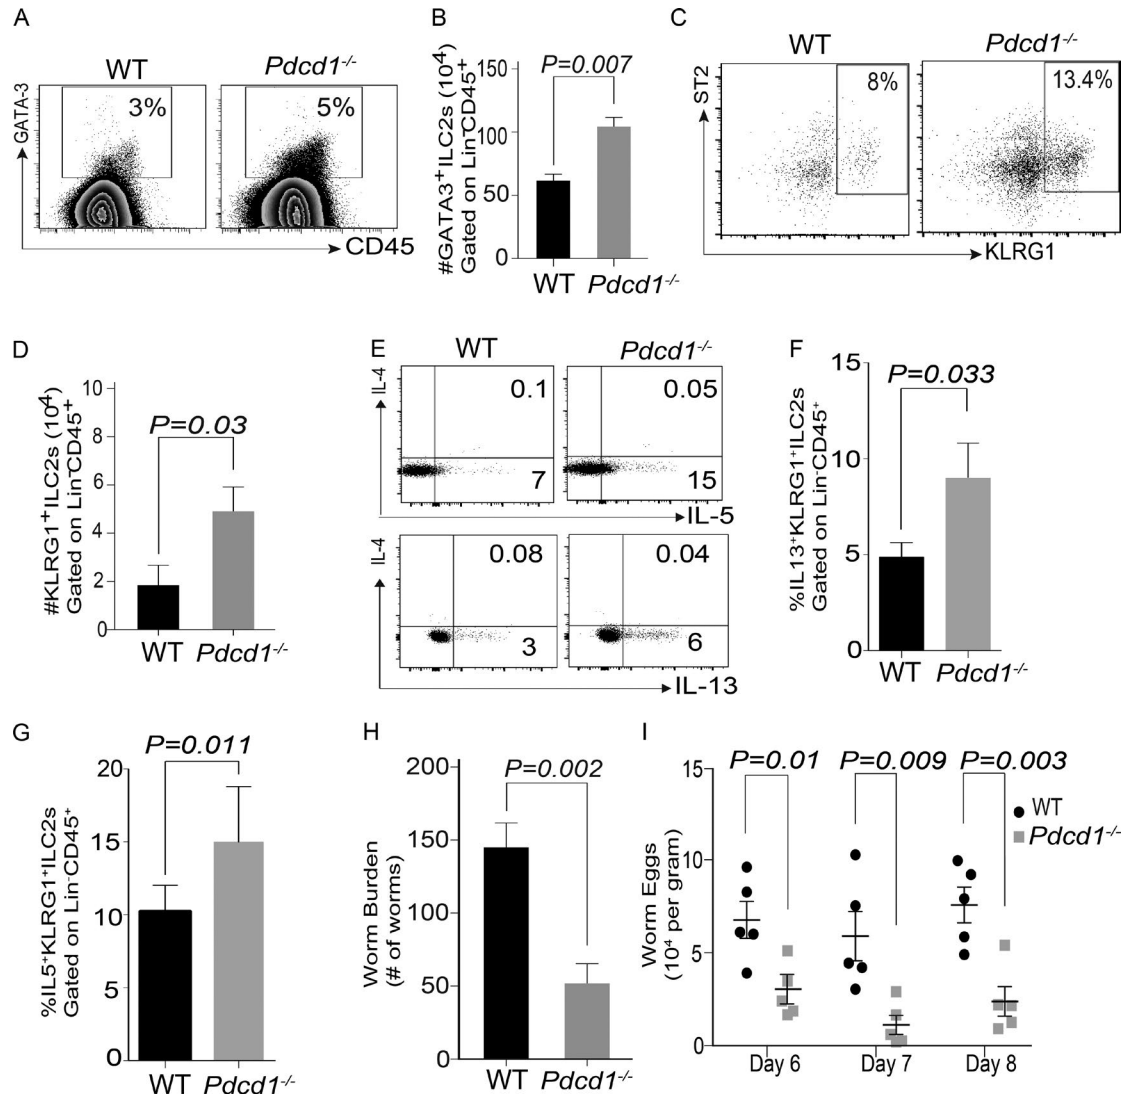 A
WT
Pdcd1-/-
GATA-3
3%
5%
CD45
B
#GATA3+ILC2s (10⁴)
Gated on Lin-CD45+
150
100
50
0
P=0.007
WT
Pdcd1-/-
C
WT
Pdcd1-/-
ST2
8%
13.4%
KLRG1
D
#KLRG1+ILC2s (10⁴)
Gated on Lin-CD45+
10
8
6
4
2
0
P=0.03
WT
Pdcd1-/-
E
WT
Pdcd1-/-
IL-4
0.1
7
0.05
15
IL-5
IL-4
0.08
3
0.04
6
IL-13
F
%IL13+KLRG1+ILC2s
Gated on Lin-CD45+
15
10
5
0
P=0.033
WT
Pdcd1-/-
G
%IL5+KLRG1+ILC2s
Gated on Lin-CD45+
20
15
10
5
0
P=0.011
WT
Pdcd1-/-
H
Worm Burden
(# of worms)
200
150
100
50
0
P=0.002
WT
Pdcd1-/-
I
Worm Eggs
(10⁴ per gram)
15
10
5
0
P=0.01
P=0.009
P=0.003
WT
Pdcd1-/-
Day 6
Day 7
Day 8